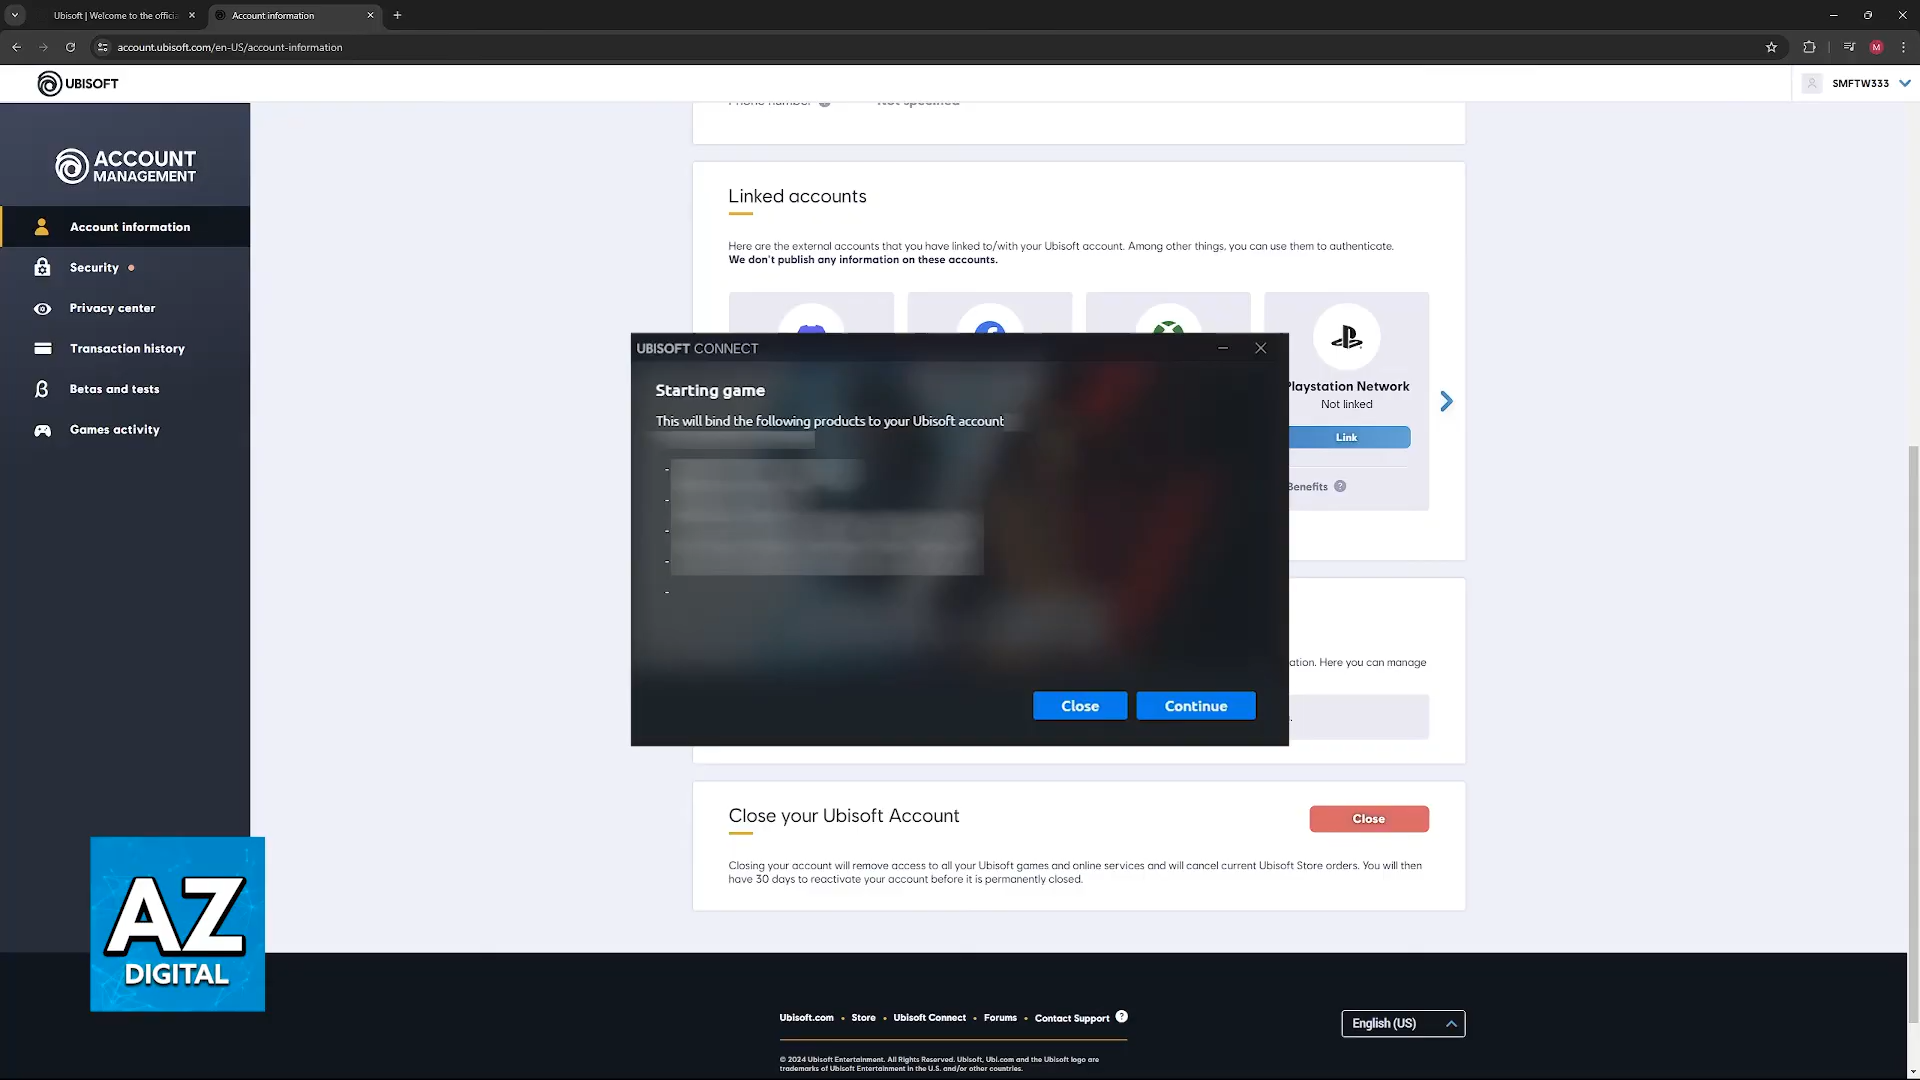 Ubisoft | Welcome to the offici
Account information
account.ubisoft.com/en-US/account-information
M
UBISOFT
SMFTW333
ACCOUNT
MANAGEMENT
Account information
Security
Privacy center
Transaction history
Betas and tests
Games activity
Phone number
Not specified
Linked accounts
Here are the external accounts that you have linked to/with your Ubisoft account. Among other things, you can use them to authenticate.
We don't publish any information on these accounts.
UBISOFT CONNECT
Starting game
This will bind the following products to your Ubisoft account
-
-
-
-
-
Close
Continue
Playstation Network
Not linked
Link
Benefits ?
ation. Here you can manage
Close your Ubisoft Account
Close
Closing your account will remove access to all your Ubisoft games and online services and will cancel current Ubisoft Store orders. You will then
have 30 days to reactivate your account before it is permanently closed.
AZ
DIGITAL
Ubisoft.com • Store • Ubisoft Connect • Forums • Contact Support ?
English (US)
© 2024 Ubisoft Entertainment. All Rights Reserved. Ubisoft, Ubi.com and the Ubisoft logo are
trademarks of Ubisoft Entertainment in the U.S. and/or other countries.